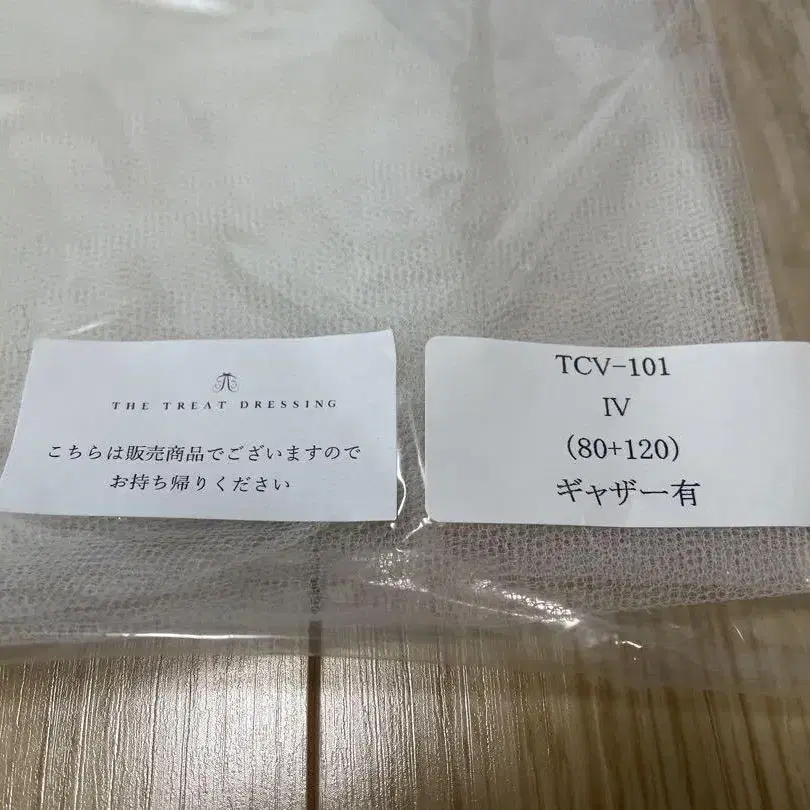 THE TREAT DRESSING
こちらは販売商品でございますので
お持ち帰りください
TCV-101
IV
(80+120)
ギャザー有